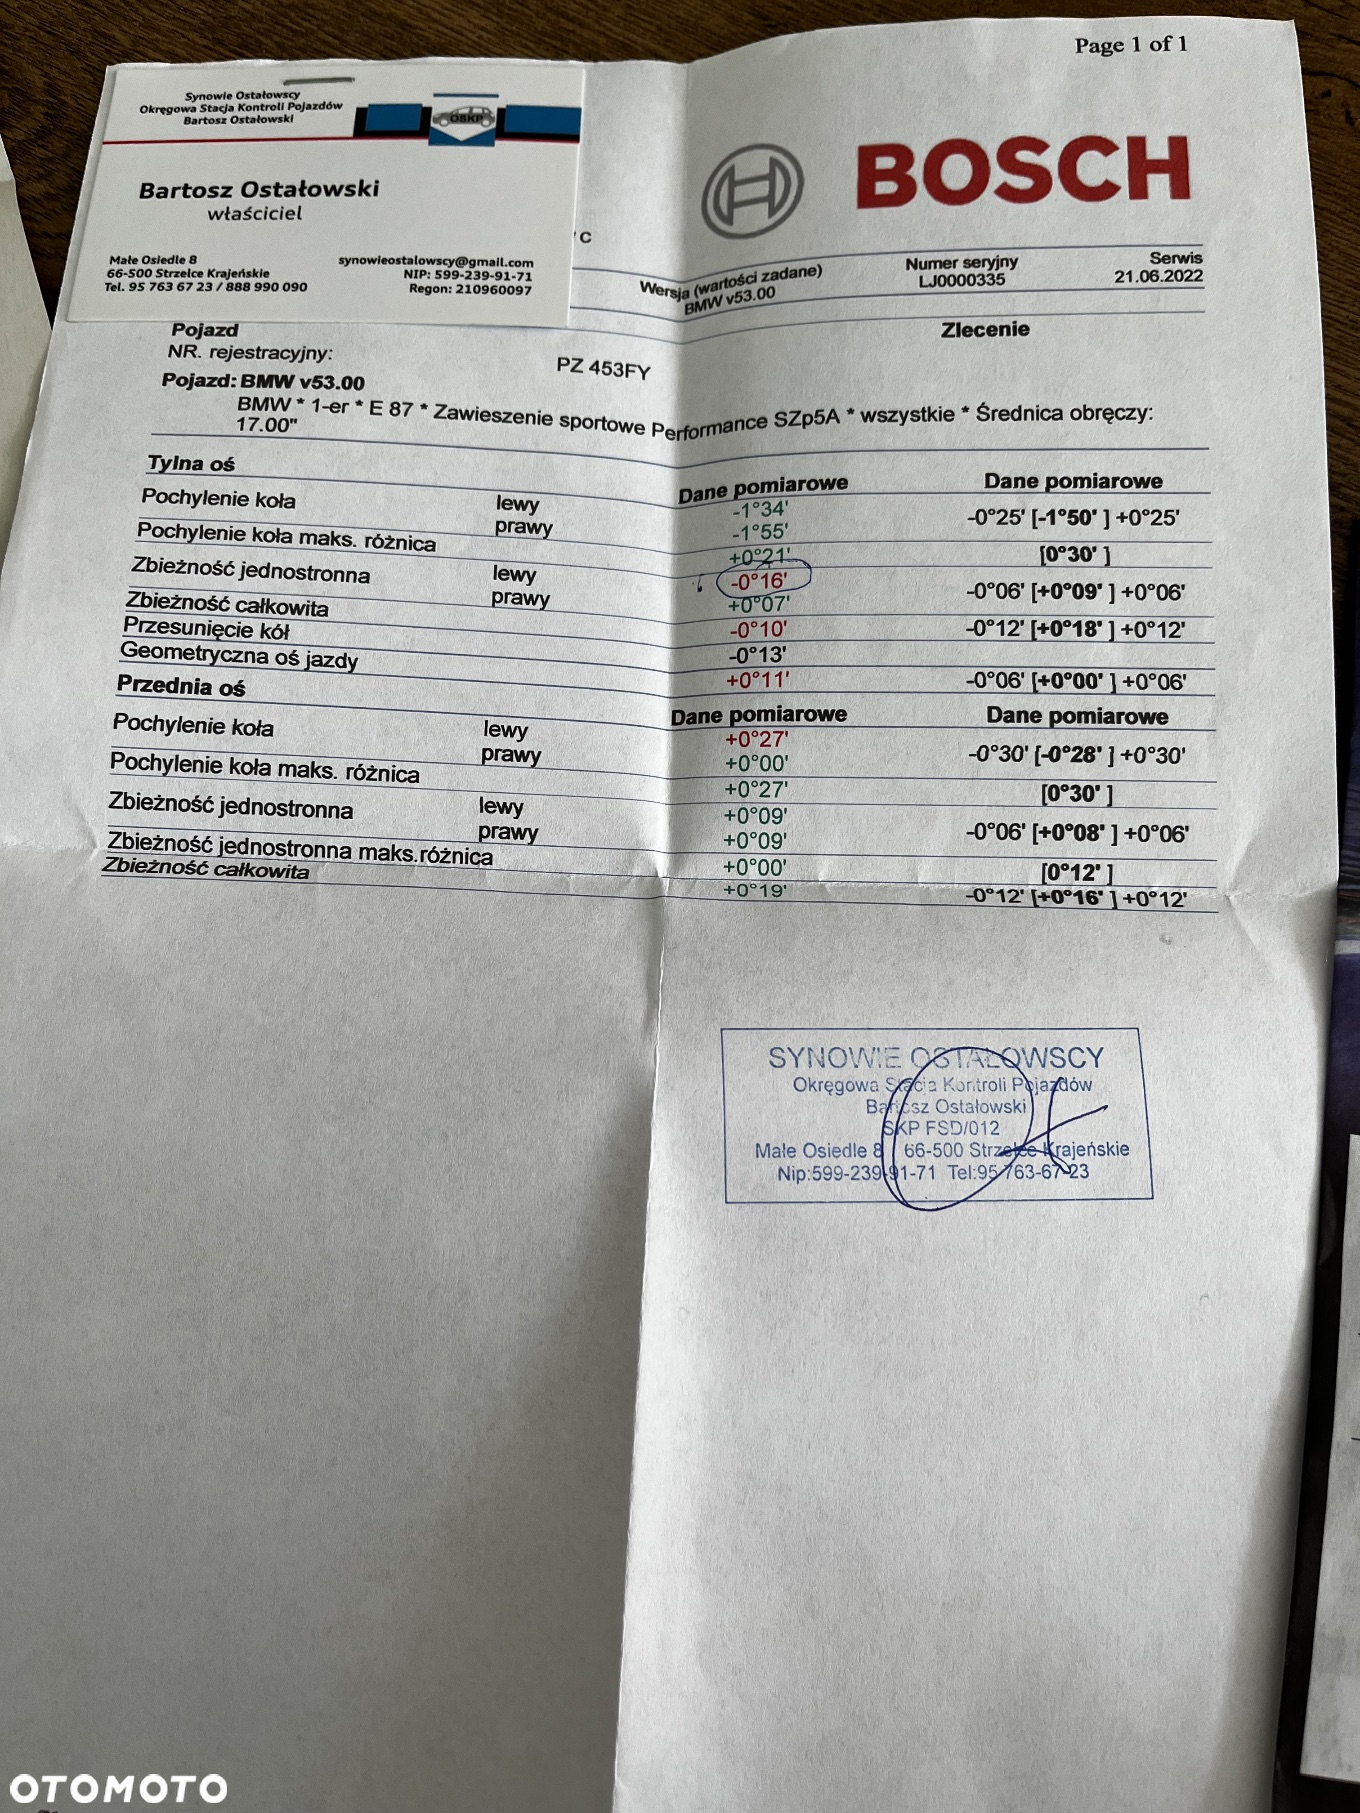 Page 1 of 1
Synowie Ostałowscy
Okręgowa Stacja Kontroli Pojazdów
Bartosz Ostałowski
OSKP
Bartosz Ostałowski
właściciel
Małe Osiedle 8
66-500 Strzelce Krajeńskie
Tel. 95 763 67 23 / 888 990 090
synowieostalowscy@gmail.com
NIP: 599-239-91-71
Regon: 210960097
BOSCH
C
Wersja (wartości zadane)
BMW v53.00
Numer seryjny
LJ0000335
Serwis
21.06.2022
Pojazd
Zlecenie
NR. rejestracyjny: PZ 453FY
Pojazd: BMW v53.00
BMW * 1-er * E 87 * Zawieszenie sportowe Performance SZp5A * wszystkie * Średnica obręczy:
17.00"
Tylna oś Dane pomiarowe Dane pomiarowe
Pochylenie koła lewy -1°34' -0°25' [-1°50' ] +0°25'
prawy -1°55'
Pochylenie koła maks. różnica +0°21' [0°30' ]
Zbieżność jednostronna lewy -0°16' -0°06' [+0°09' ] +0°06'
prawy +0°07'
Zbieżność całkowita -0°10' -0°12' [+0°18' ] +0°12'
Przesunięcie kół -0°13'
Geometryczna oś jazdy +0°11' -0°06' [+0°00' ] +0°06'
Przednia oś Dane pomiarowe Dane pomiarowe
Pochylenie koła lewy +0°27' -0°30' [-0°28' ] +0°30'
prawy +0°00'
Pochylenie koła maks. różnica +0°27' [0°30' ]
Zbieżność jednostronna lewy +0°09' -0°06' [+0°08' ] +0°06'
prawy +0°09'
Zbieżność jednostronna maks.różnica +0°00' [0°12' ]
Zbieżność całkowita +0°19' -0°12' [+0°16' ] +0°12'
SYNOWIE OSTAŁOWSCY
Okręgowa Stacja Kontroli Pojazdów
Bartosz Ostałowski
SKP FSD/012
Małe Osiedle 8 66-500 Strzelce Krajeńskie
Nip:599-239-91-71 Tel:95 763-67-23
OTOMOTO